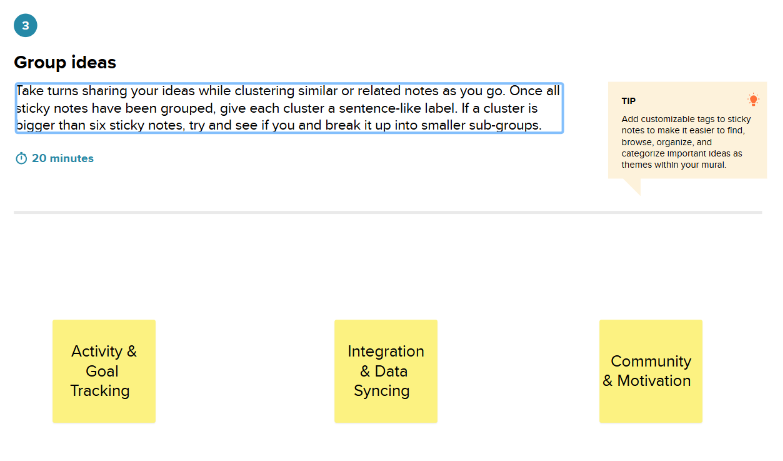 3
Group ideas
Take turns sharing your ideas while clustering similar or related notes as you go. Once all
sticky notes have been grouped, give each cluster a sentence-like label. If a cluster is
bigger than six sticky notes, try and see if you and break it up into smaller sub-groups.
20 minutes
TIP
Add customizable tags to sticky
notes to make it easier to find,
browse, organize, and
categorize important ideas as
themes within your mural.
Activity &
Goal
Tracking
Integration
& Data
Syncing
Community
& Motivation